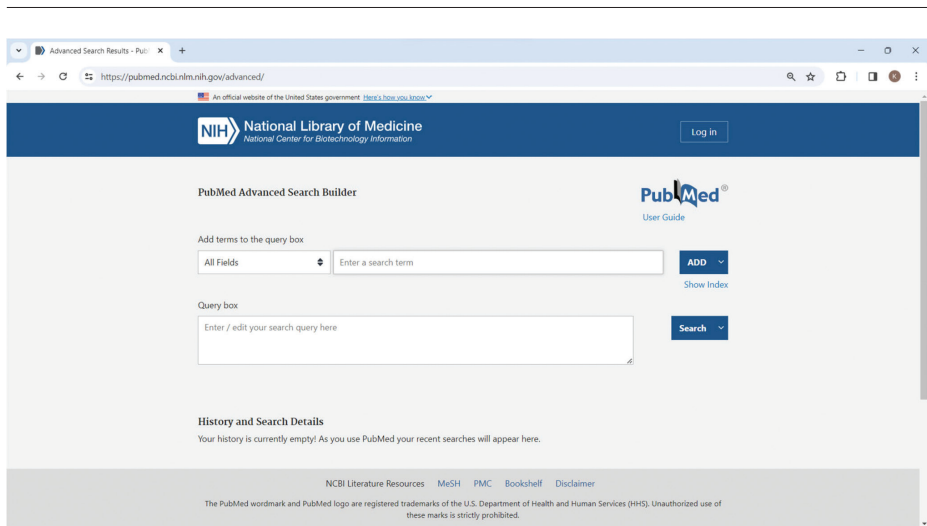 Advanced Search Results - Pub
https://pubmed.ncbi.nlm.nih.gov/advanced/
K
An official website of the United States government Here's how you know
NIH National Library of Medicine
National Center for Biotechnology Information
Log in
PubMed Advanced Search Builder
PubMed®
User Guide
Add terms to the query box
All Fields Enter a search term ADD
Show Index
Query box
Enter / edit your search query here
Search
History and Search Details
Your history is currently empty! As you use PubMed your recent searches will appear here.
NCBI Literature Resources MeSH PMC Bookshelf Disclaimer
The PubMed wordmark and PubMed logo are registered trademarks of the U.S. Department of Health and Human Services (HHS). Unauthorized use of
these marks is strictly prohibited.